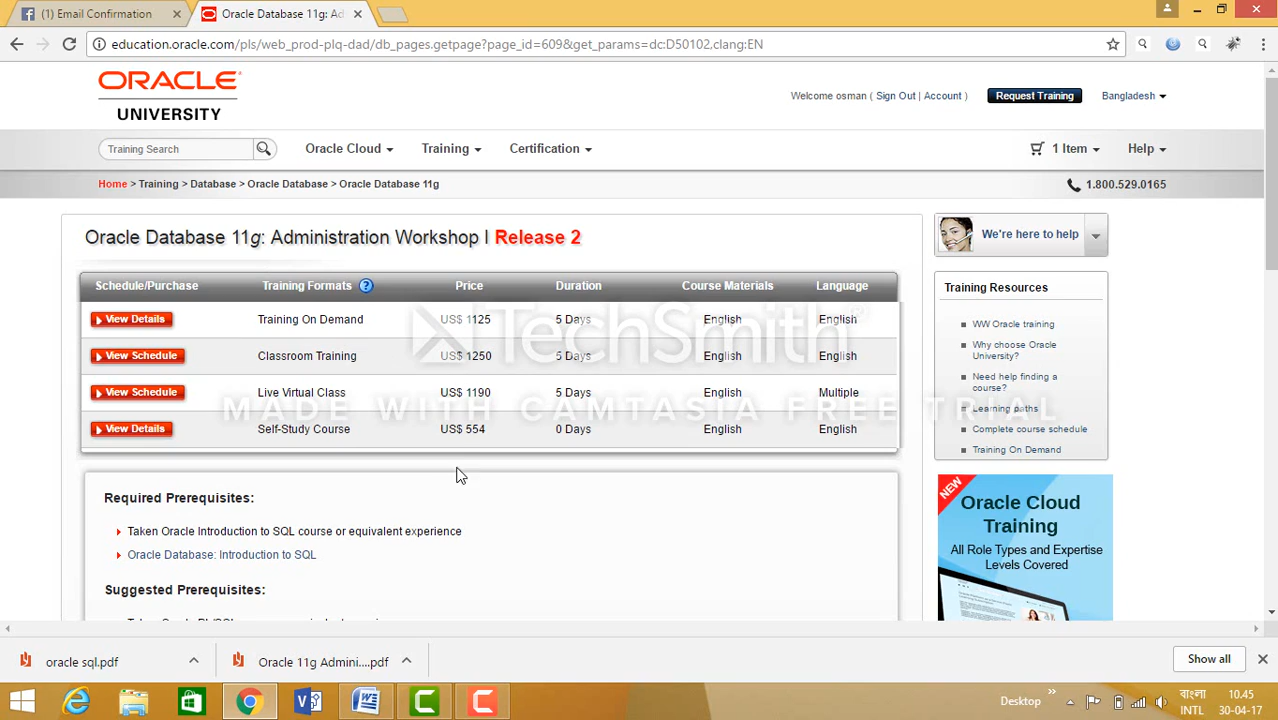 (1) Email Confirmation
Oracle Database 11g: Ad
education.oracle.com/pls/web_prod-plq-dad/db_pages.getpage?page_id=609&get_params=dc:D50102,clang:EN
ORACLE
UNIVERSITY
Welcome osman ( Sign Out | Account )
Request Training
Bangladesh
Training Search
Oracle Cloud
Training
Certification
1 Item
Help
Home > Training > Database > Oracle Database > Oracle Database 11g
1.800.529.0165
Oracle Database 11g: Administration Workshop I Release 2
We're here to help
Schedule/Purchase Training Formats ? Price Duration Course Materials Language
View Details Training On Demand US$ 1125 5 Days English English
View Schedule Classroom Training US$ 1250 5 Days English English
View Schedule Live Virtual Class US$ 1190 5 Days English Multiple
View Details Self-Study Course US$ 554 0 Days English English
TechSmith
MADE WITH CAMTASIA FREE TRIAL
Training Resources
WW Oracle training
Why choose Oracle
University?
Need help finding a
course?
Learning paths
Complete course schedule
Training On Demand
Required Prerequisites:
Taken Oracle Introduction to SQL course or equivalent experience
Oracle Database: Introduction to SQL
Suggested Prerequisites:
NEW
Oracle Cloud
Training
All Role Types and Expertise
Levels Covered
oracle sql.pdf
Oracle 11g Admini....pdf
Show all
Desktop
বাংলা
INTL
10.45
30-04-17